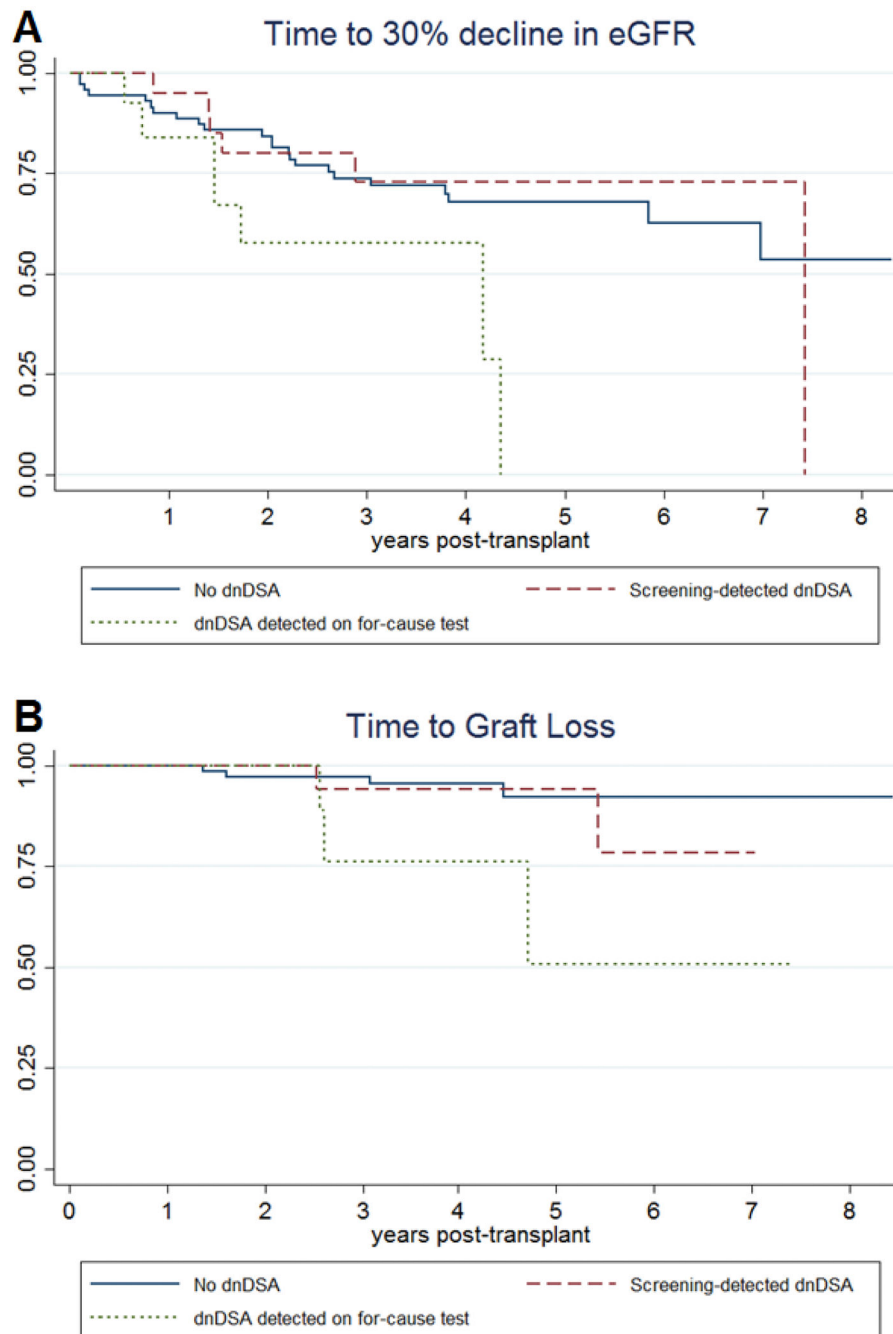 A
Time to 30% decline in eGFR
1.00
0.75
0.50
0.25
0.00
1 2 3 4 5 6 7 8
years post-transplant
No dnDSA
Screening-detected dnDSA
dnDSA detected on for-cause test
B
Time to Graft Loss
1.00
0.75
0.50
0.25
0.00
0 1 2 3 4 5 6 7 8
years post-transplant
No dnDSA
Screening-detected dnDSA
dnDSA detected on for-cause test